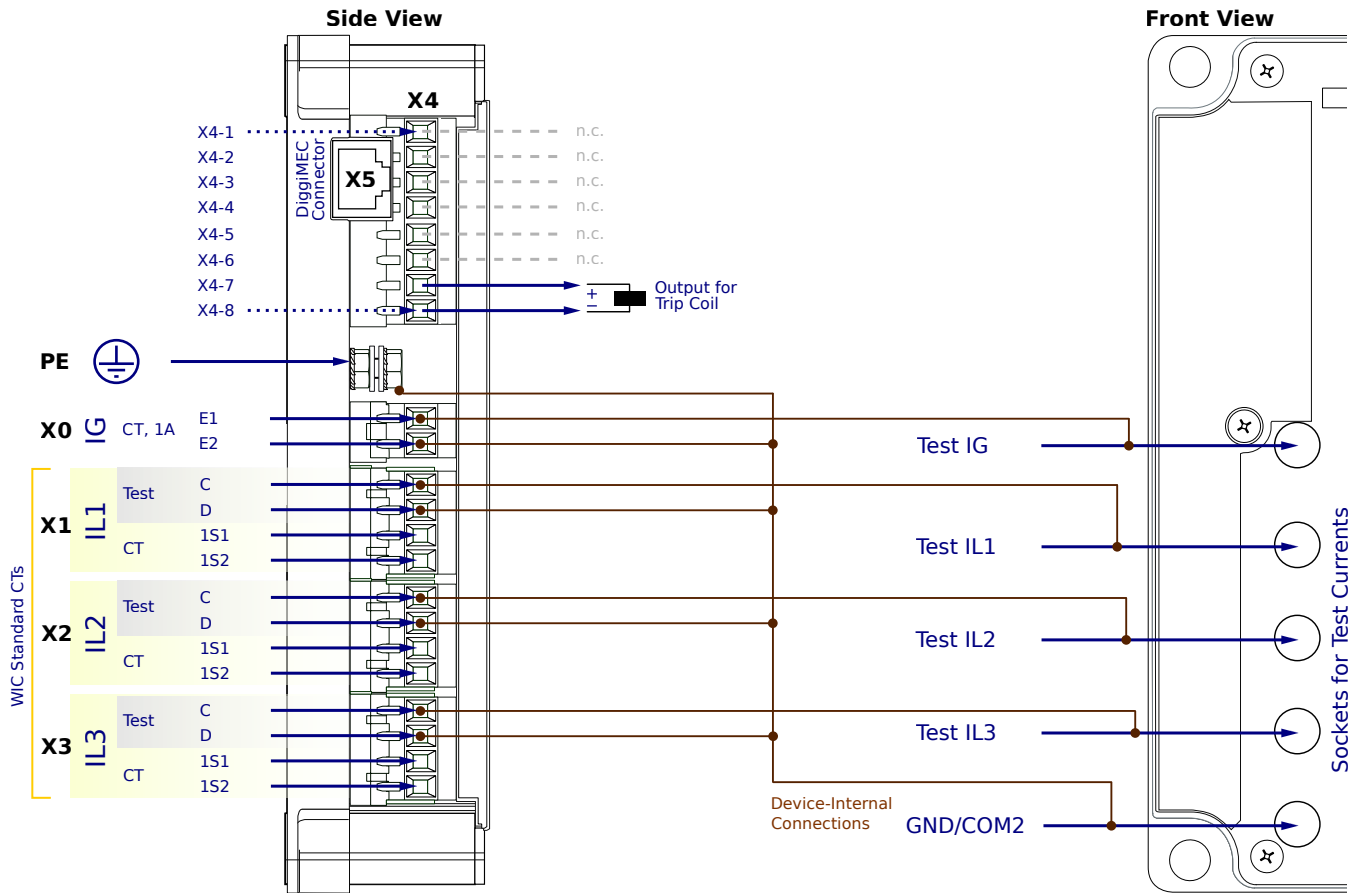 Side View
Front View
X4
X4-1
n.c.
X4-2
n.c.
X4-3
n.c.
X4-4
n.c.
X4-5
n.c.
X4-6
n.c.
X4-7
X4-8
DiggiMEC
Connector
X5
+
−
Output for
Trip Coil
PE
X0
IG
CT, 1A
E1
E2
Test IG
WIC Standard CTs
X1
IL1
Test
C
D
CT
1S1
1S2
Test IL1
X2
IL2
Test
C
D
CT
1S1
1S2
Test IL2
X3
IL3
Test
C
D
CT
1S1
1S2
Test IL3
Device-Internal
Connections
GND/COM2
Sockets for Test Currents